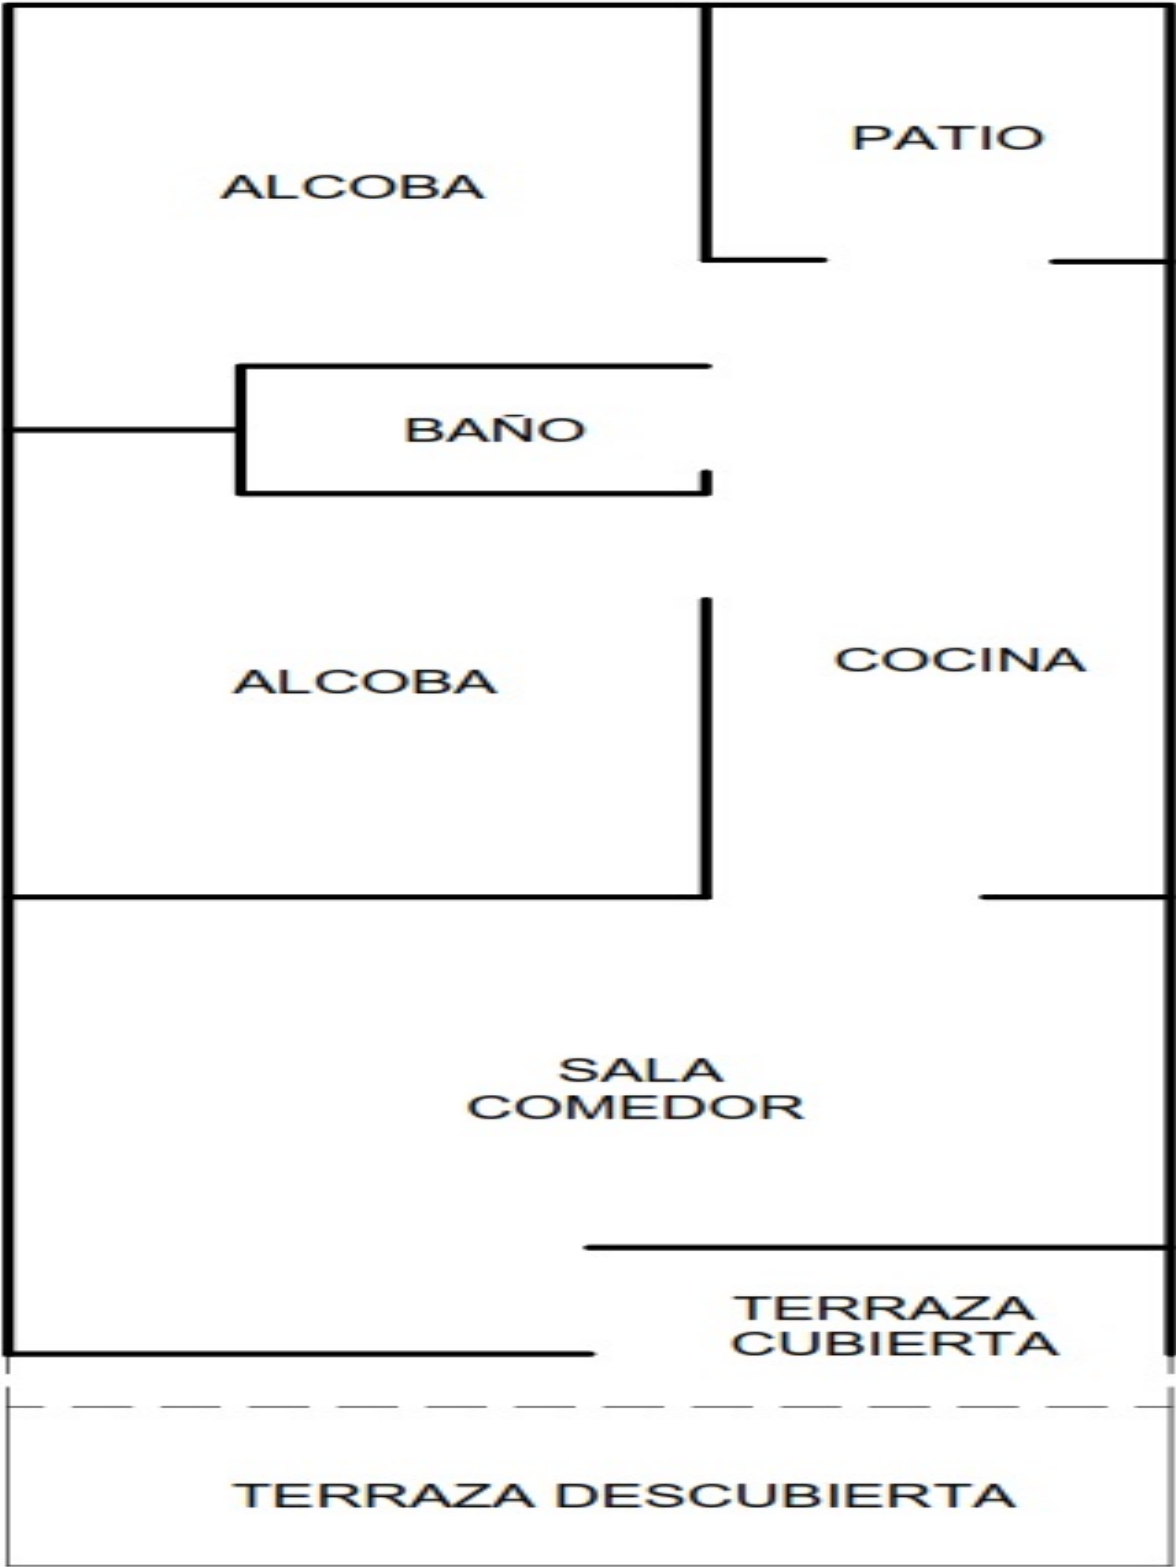 PATIO
ALCOBA
BAÑO
COCINA
ALCOBA
SALA
COMEDOR
TERRAZA
CUBIERTA
TERRAZA DESCUBIERTA